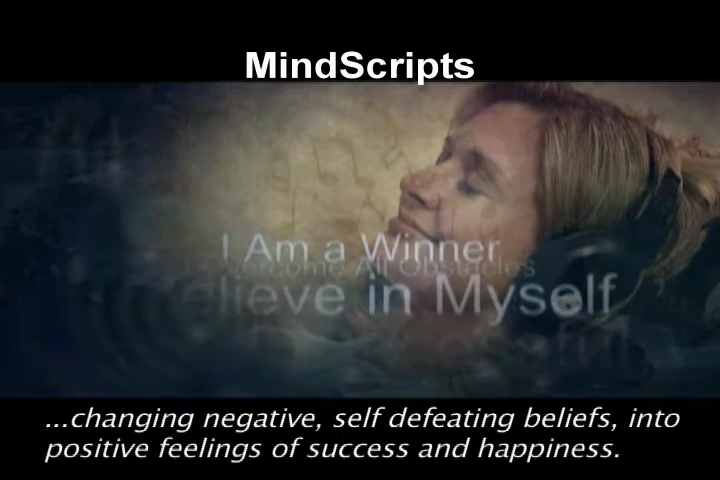 MindScripts
I Am a Winner
Overcome All Obstacles
elieve in Myself
...changing negative, self defeating beliefs, into
positive feelings of success and happiness.